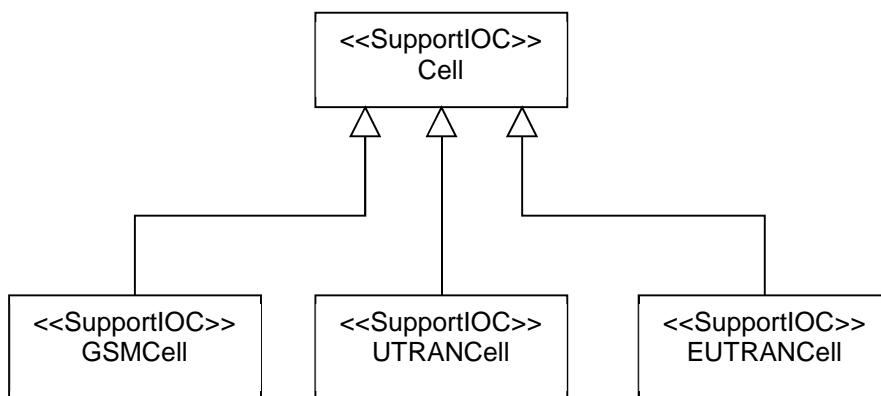 <<SupportIOC>>
Cell
<<SupportIOC>>
GSMCell
<<SupportIOC>>
UTRANCell
<<SupportIOC>>
EUTRANCell